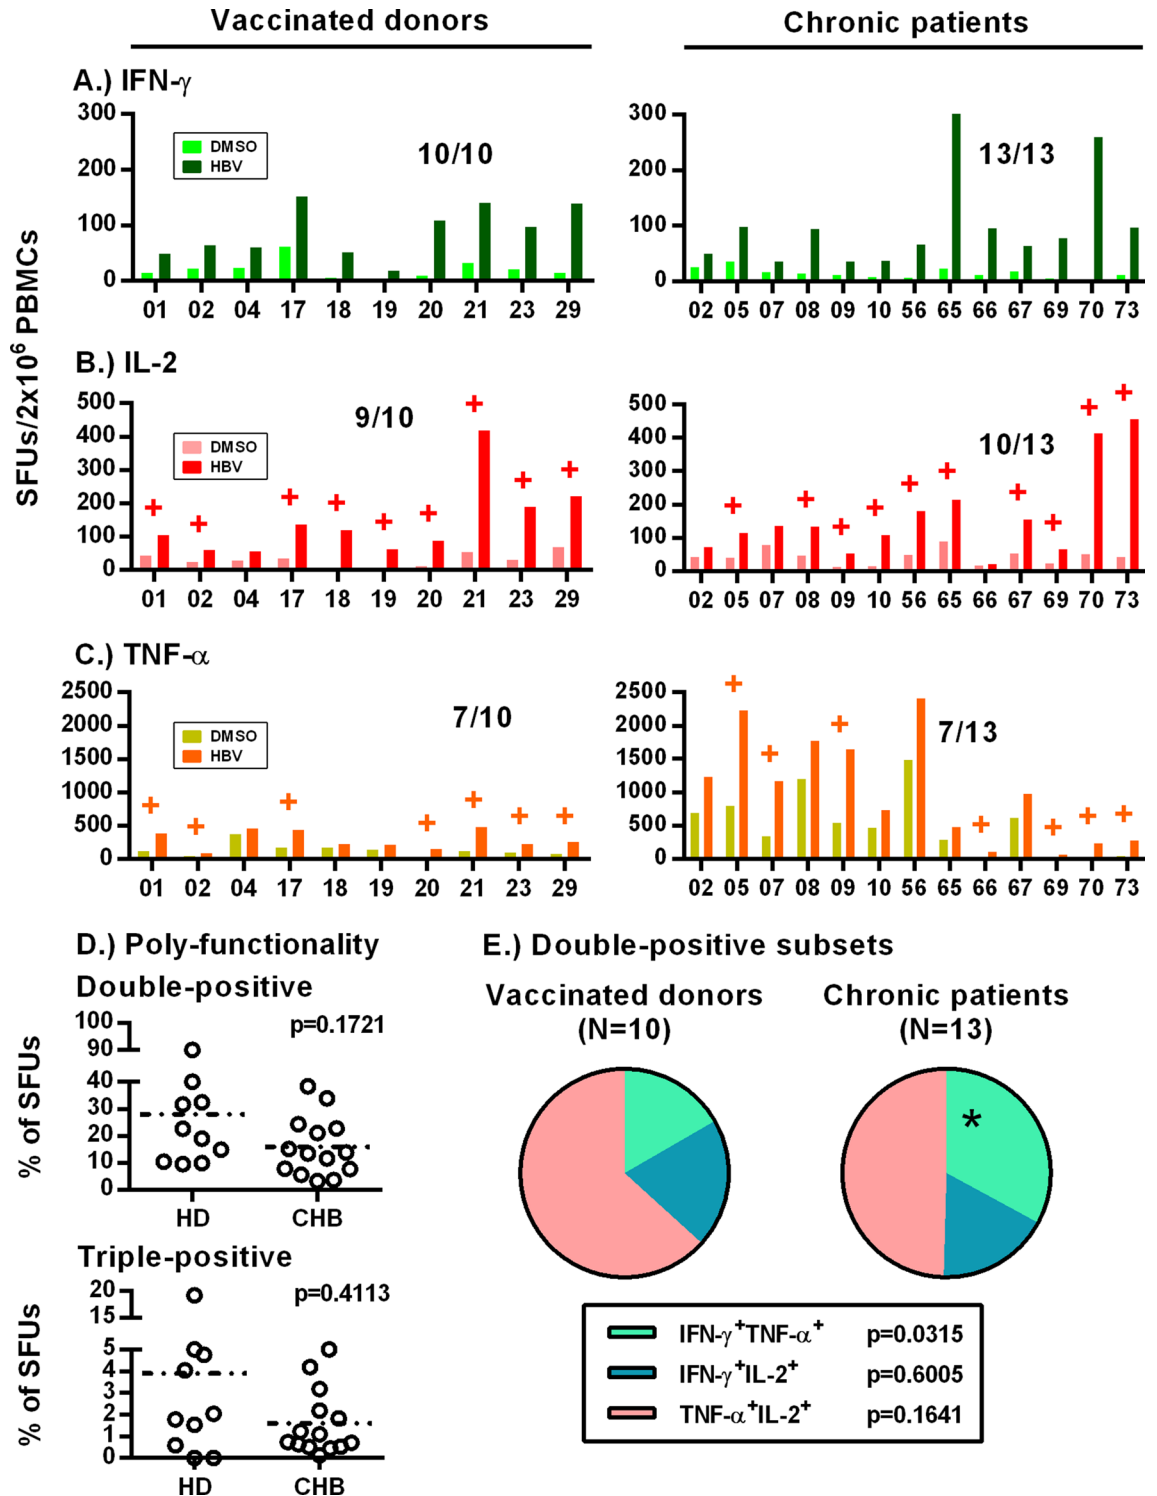 Vaccinated donors
Chronic patients
SFUs/2x10⁶ PBMCs
A.) IFN-γ
300
200
100
0
DMSO
HBV
10/10
01 02 04 17 18 19 20 21 23 29
300
200
100
0
13/13
02 05 07 08 09 10 56 65 66 67 69 70 73
B.) IL-2
500
400
300
200
100
0
DMSO
HBV
9/10
+ + + + + + + + +
01 02 04 17 18 19 20 21 23 29
500
400
300
200
100
0
10/13
+ + + + + + + + + +
02 05 07 08 09 10 56 65 66 67 69 70 73
C.) TNF-α
2500
2000
1500
1000
500
0
DMSO
HBV
7/10
+ + + + + + +
01 02 04 17 18 19 20 21 23 29
2500
2000
1500
1000
500
0
7/13
+ + + + + + +
02 05 07 08 09 10 56 65 66 67 69 70 73
D.) Poly-functionality
Double-positive
% of SFUs
100
90
40
30
20
10
0
p=0.1721
HD CHB
Triple-positive
% of SFUs
20
15
5
4
3
2
1
0
p=0.4113
HD CHB
E.) Double-positive subsets
Vaccinated donors
(N=10)
Chronic patients
(N=13)
*
IFN-γ⁺TNF-α⁺ p=0.0315
IFN-γ⁺IL-2⁺ p=0.6005
TNF-α⁺IL-2⁺ p=0.1641